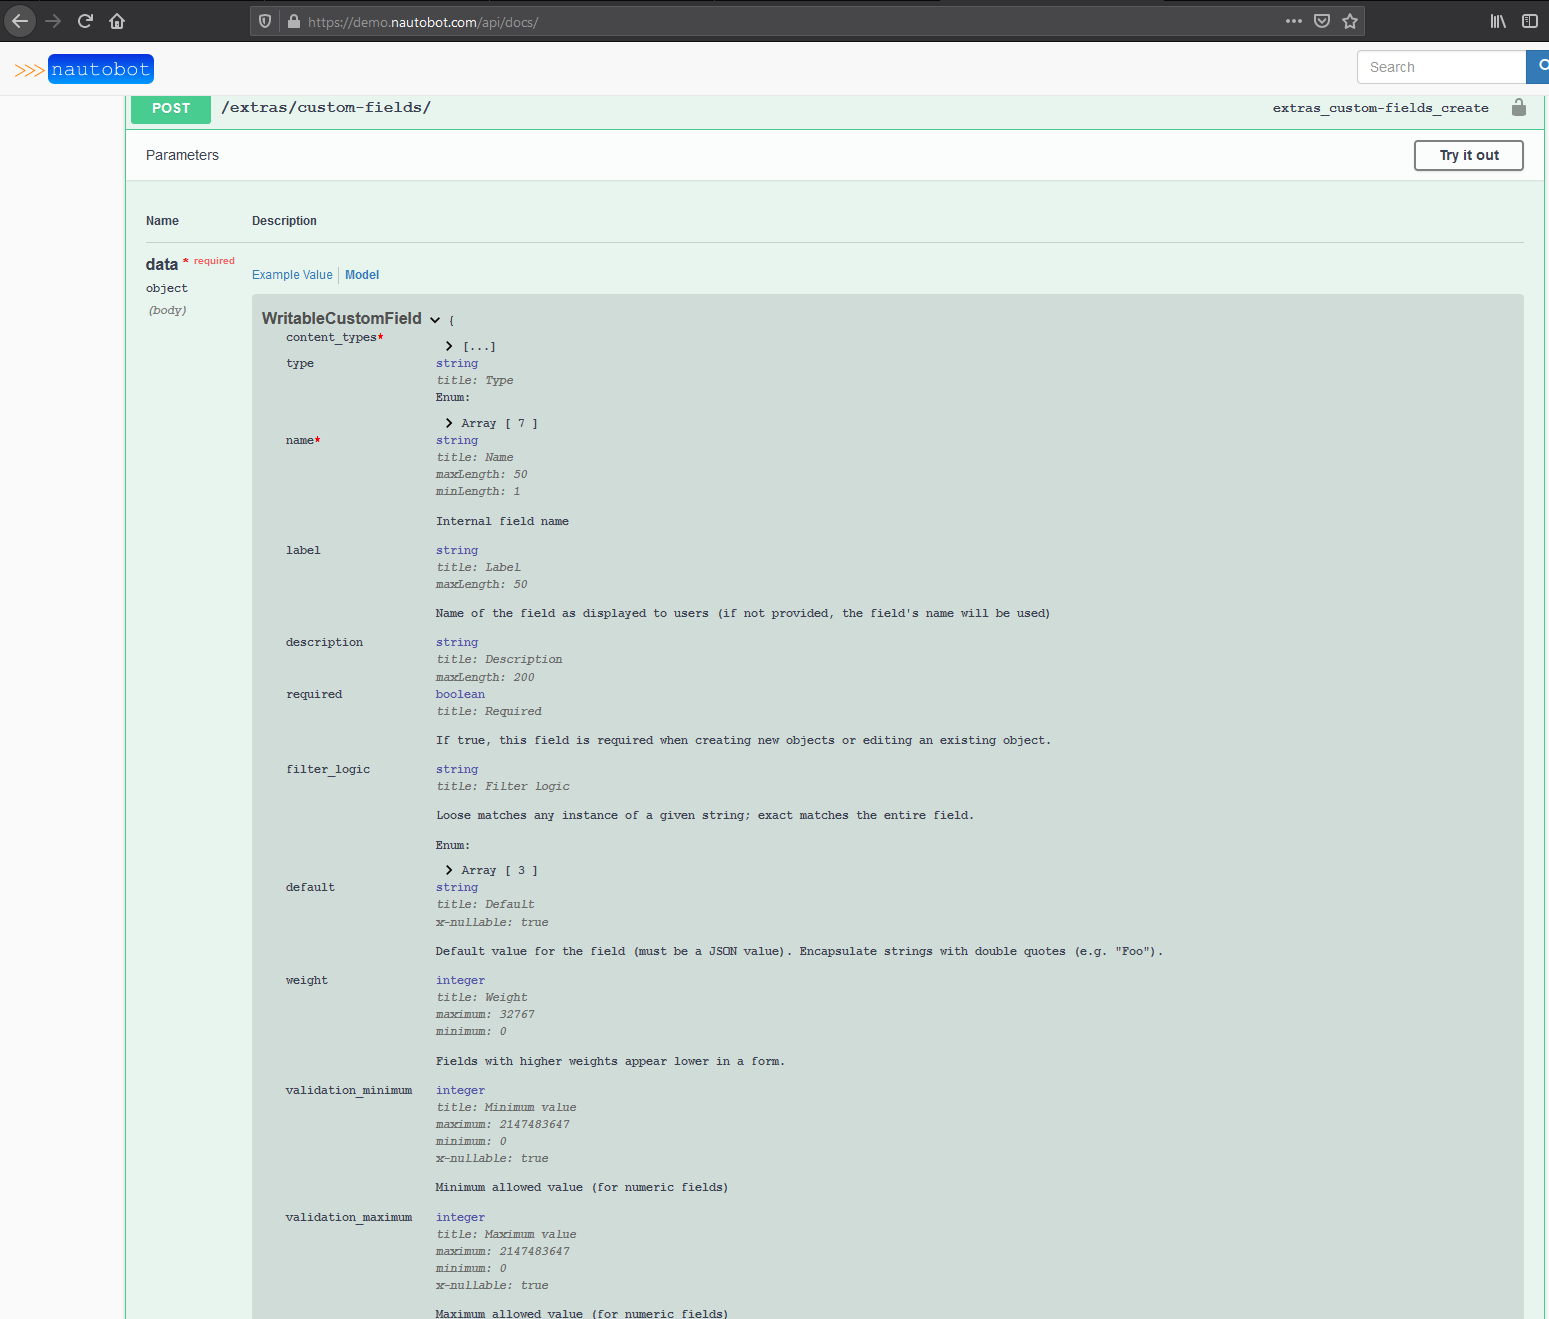 https://demo.nautobot.com/api/docs/
>>> nautobot
Search
POST /extras/custom-fields/ extras_custom-fields_create
Parameters Try it out
Name Description
data * required
object
(body)
Example Value Model
WritableCustomField {
content_types*
[...]
type string
title: Type
Enum:
Array [ 7 ]
name* string
title: Name
maxLength: 50
minLength: 1
Internal field name
label string
title: Label
maxLength: 50
Name of the field as displayed to users (if not provided, the field's name will be used)
description string
title: Description
maxLength: 200
required boolean
title: Required
If true, this field is required when creating new objects or editing an existing object.
filter_logic string
title: Filter logic
Loose matches any instance of a given string; exact matches the entire field.
Enum:
Array [ 3 ]
default string
title: Default
x-nullable: true
Default value for the field (must be a JSON value). Encapsulate strings with double quotes (e.g. "Foo").
weight integer
title: Weight
maximum: 32767
minimum: 0
Fields with higher weights appear lower in a form.
validation_minimum integer
title: Minimum value
maximum: 2147483647
minimum: 0
x-nullable: true
Minimum allowed value (for numeric fields)
validation_maximum integer
title: Maximum value
maximum: 2147483647
minimum: 0
x-nullable: true
Maximum allowed value (for numeric fields)